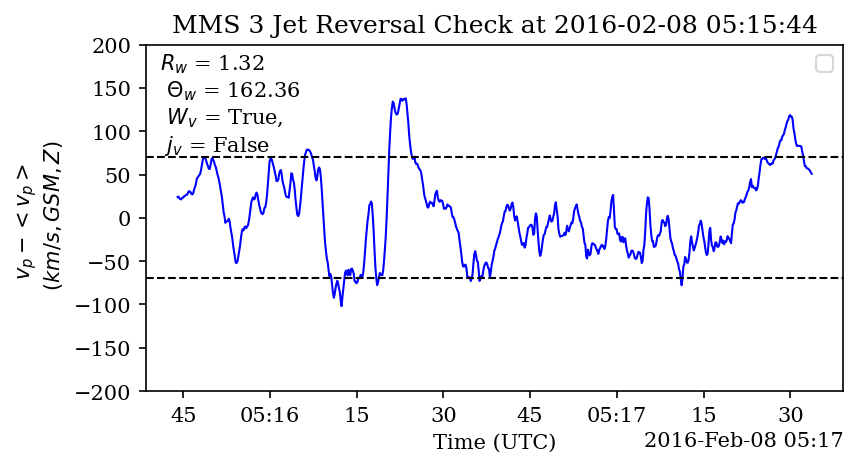 MMS 3 Jet Reversal Check at 2016-02-08 05:15:44
R_w = 1.32
Θ_w = 162.36
W_v = True,
j_v = False
v_p − < v_p >
(km/s, GSM, Z)
200
150
100
50
0
−50
−100
−150
−200
45 05:16 15 30 45 05:17 15 30
Time (UTC)
2016-Feb-08 05:17